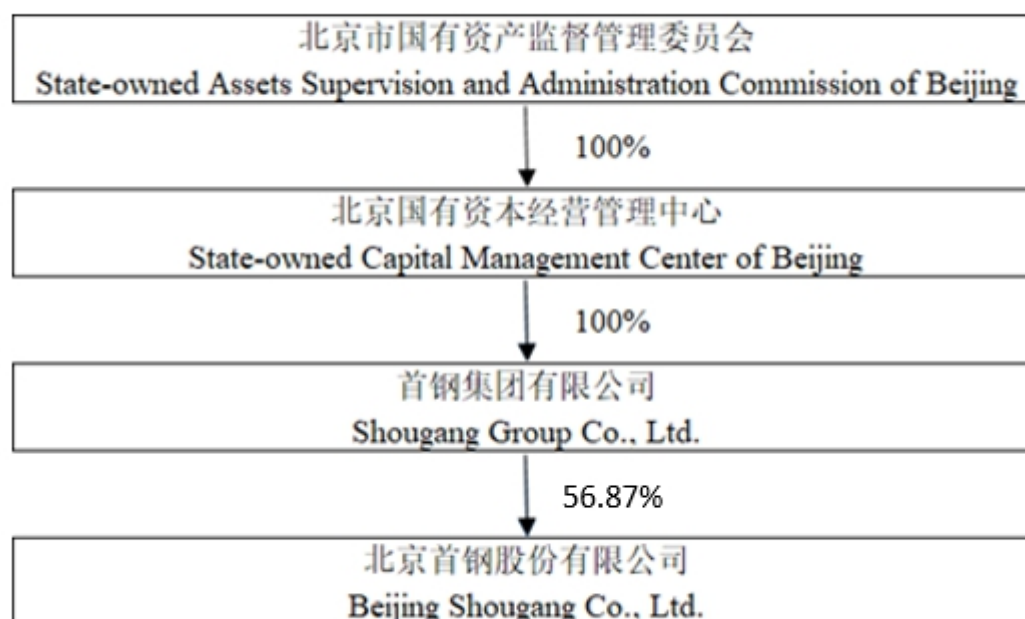 北京市国有资产监督管理委员会
State-owned Assets Supervision and Administration Commission of Beijing
100%
北京国有资本经营管理中心
State-owned Capital Management Center of Beijing
100%
首钢集团有限公司
Shougang Group Co., Ltd.
56.87%
北京首钢股份有限公司
Beijing Shougang Co., Ltd.